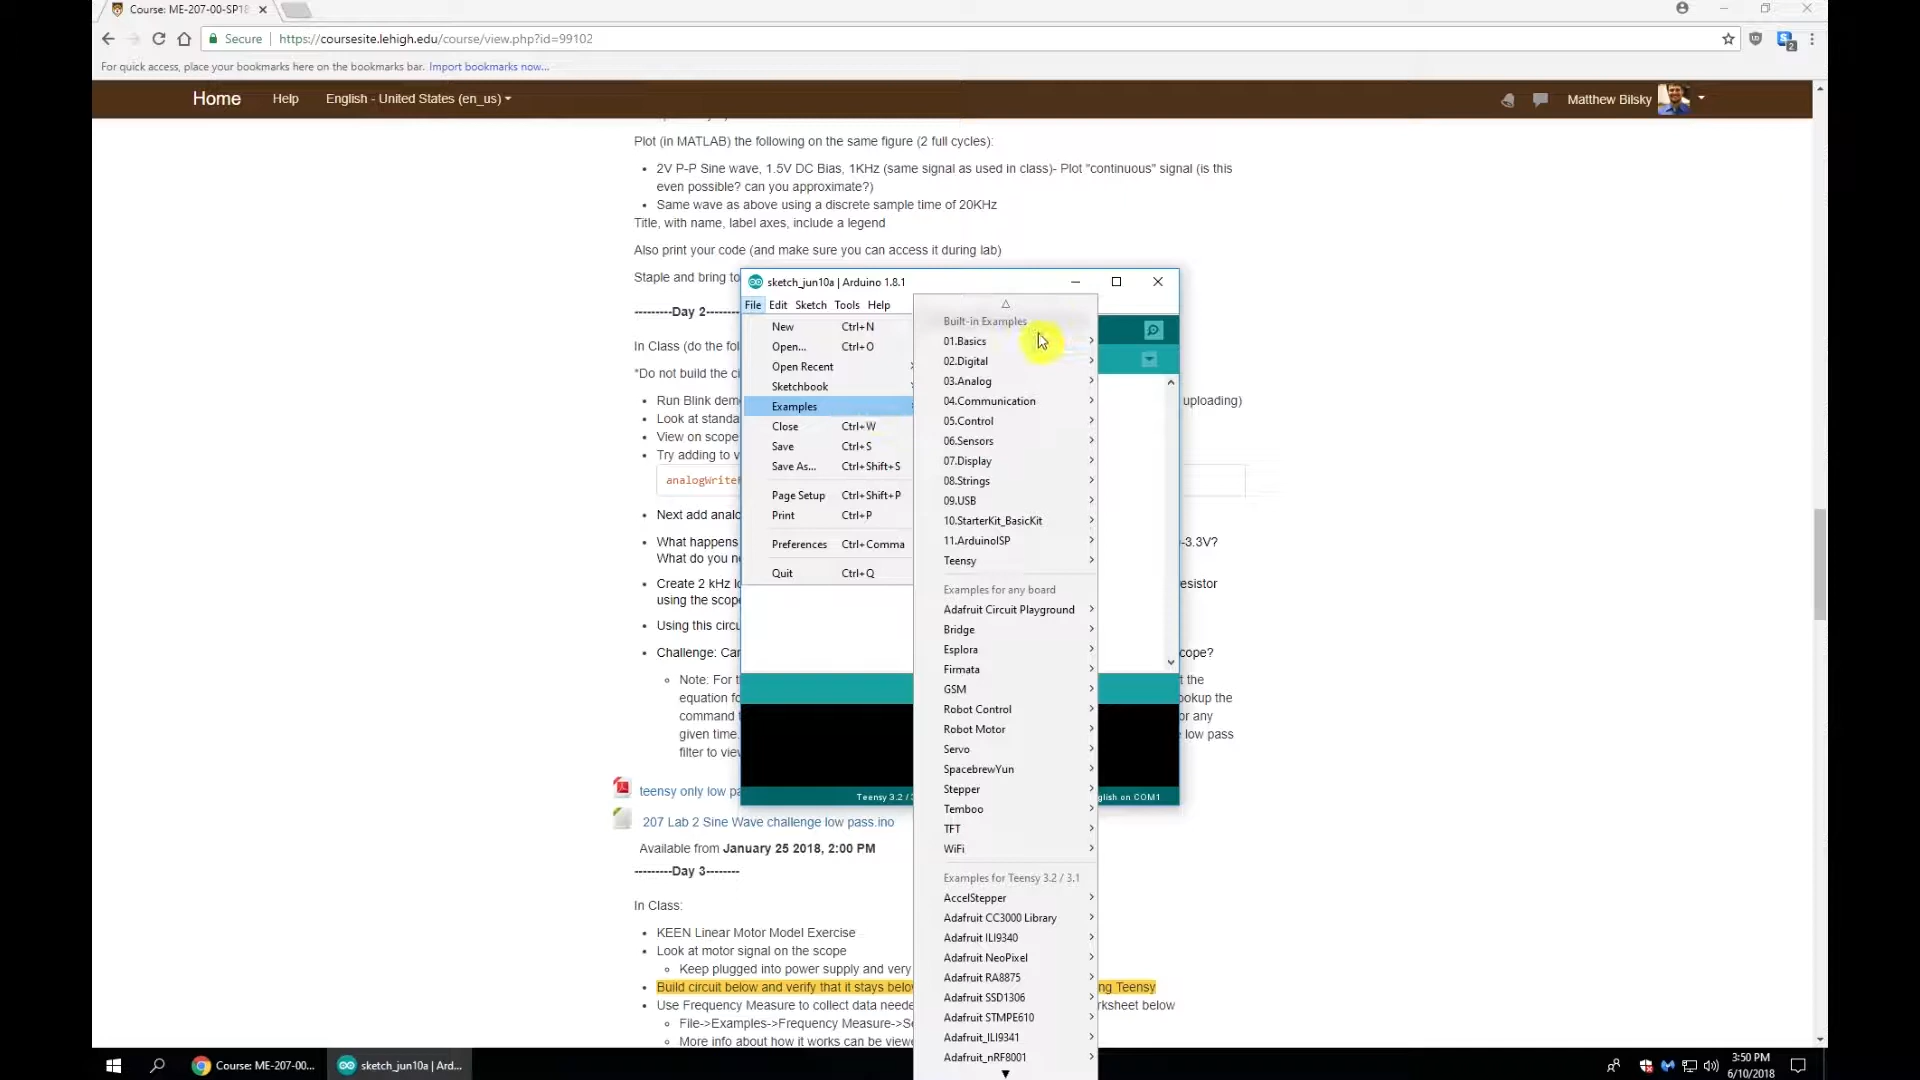 Course: ME-207-00-SP18
Secure
https://coursesite.lehigh.edu/course/view.php?id=99102
2
For quick access, place your bookmarks here on the bookmarks bar. Import bookmarks now...
Home
Help
English - United States (en_us)
Matthew Bilsky
Plot (in MATLAB) the following on the same figure (2 full cycles):
2V P-P Sine wave, 1.5V DC Bias, 1KHz (same signal as used in class)- Plot "continuous" signal (is this
even possible? can you approximate?)
Same wave as above using a discrete sample time of 20KHz
Title, with name, label axes, include a legend
Also print your code (and make sure you can access it during lab)
Staple and bring to
---------Day 2--------
In Class (do the fol
*Do not build the ci
Run Blink dem
uploading)
Look at standa
View on scope
Try adding to v
analogWrite
Next add analo
What happens
0-3.3V?
What do you ne
Create 2 kHz lo
resistor
using the scope
Using this circu
Challenge: Can
cope?
Note: For t
t the
equation fo
ookup the
command t
or any
given time.
e low pass
filter to view
teensy only low pa
207 Lab 2 Sine Wave challenge low pass.ino
Available from January 25 2018, 2:00 PM
---------Day 3--------
In Class:
KEEN Linear Motor Model Exercise
Look at motor signal on the scope
Keep plugged into power supply and very
Build circuit below and verify that it stays below
ng Teensy
Use Frequency Measure to collect data neede
rksheet below
File->Examples->Frequency Measure->Se
More info about how it works can be viewe
sketch_jun10a | Arduino 1.8.1
File Edit Sketch Tools Help
New Ctrl+N
Open... Ctrl+O
Open Recent
Sketchbook
Examples
Close Ctrl+W
Save Ctrl+S
Save As... Ctrl+Shift+S
Page Setup Ctrl+Shift+P
Print Ctrl+P
Preferences Ctrl+Comma
Quit Ctrl+Q
Built-in Examples
01.Basics
02.Digital
03.Analog
04.Communication
05.Control
06.Sensors
07.Display
08.Strings
09.USB
10.StarterKit_BasicKit
11.ArduinoISP
Teensy
Examples for any board
Adafruit Circuit Playground
Bridge
Esplora
Firmata
GSM
Robot Control
Robot Motor
Servo
SpacebrewYun
Stepper
Temboo
TFT
WiFi
Examples for Teensy 3.2 / 3.1
AccelStepper
Adafruit CC3000 Library
Adafruit ILI9340
Adafruit NeoPixel
Adafruit RA8875
Adafruit SSD1306
Adafruit STMPE610
Adafruit_ILI9341
Adafruit_nRF8001
Teensy 3.2 / 3
glish on COM1
Course: ME-207-00...
sketch_jun10a | Ard...
3:50 PM
6/10/2018